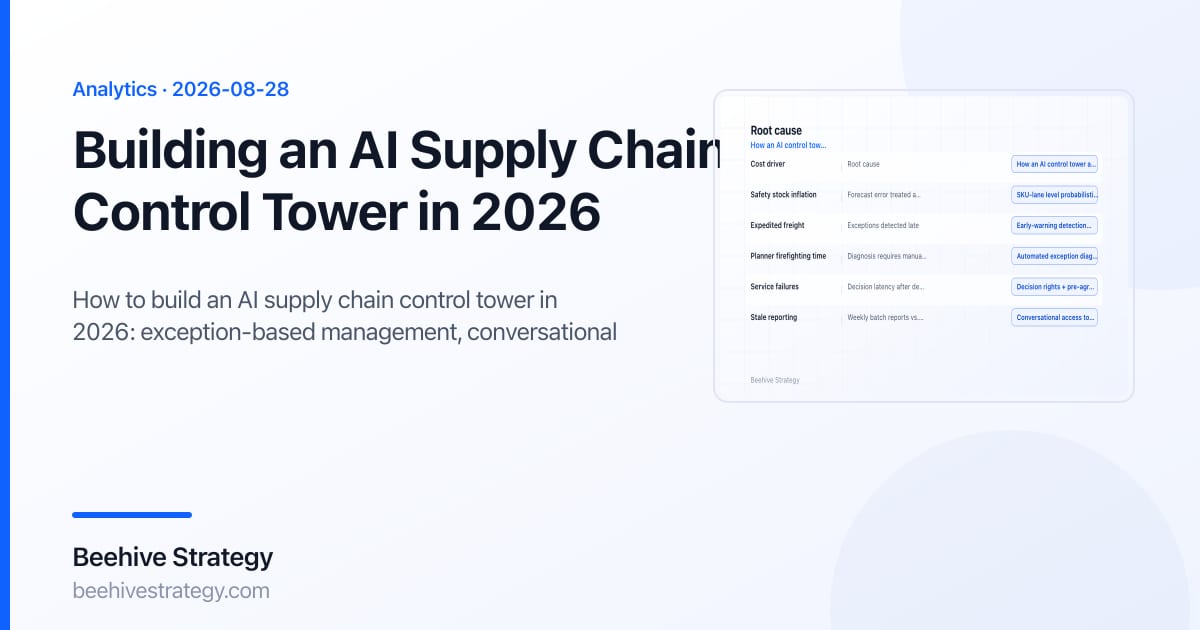 Analytics · 2026-08-28
Building an AI Supply Chain
Control Tower in 2026
How to build an AI supply chain control tower in
2026: exception-based management, conversational
Beehive Strategy
beehivestrategy.com
Root cause
How an AI control tow...
Cost driver Root cause How an AI control tower a...
Safety stock inflation Forecast error treated a... SKU-lane level probabilisti...
Expedited freight Exceptions detected late Early-warning detection...
Planner firefighting time Diagnosis requires manua... Automated exception diag...
Service failures Decision latency after de... Decision rights + pre-agr...
Stale reporting Weekly batch reports vs.... Conversational access to...
Beehive Strategy